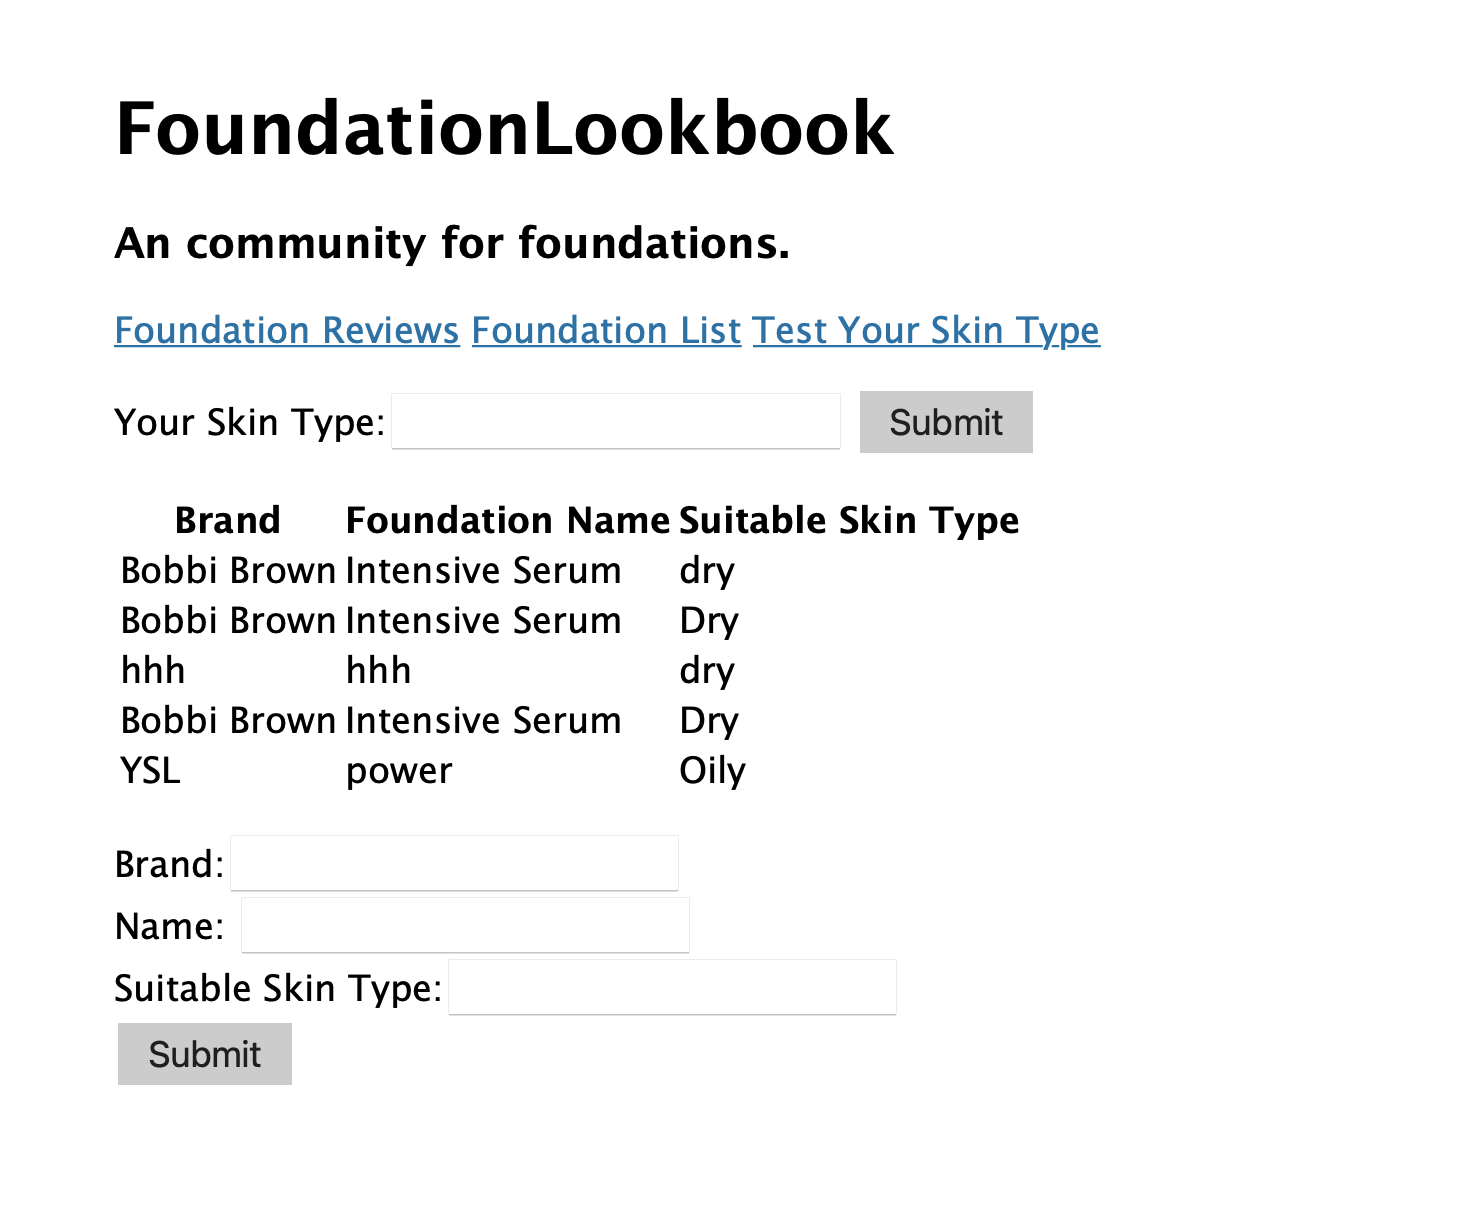 FoundationLookbook
An community for foundations.
Foundation Reviews Foundation List Test Your Skin Type
Your Skin Type: Submit
Brand Foundation Name Suitable Skin Type
Bobbi Brown Intensive Serum dry
Bobbi Brown Intensive Serum Dry
hhh hhh dry
Bobbi Brown Intensive Serum Dry
YSL power Oily
Brand:
Name:
Suitable Skin Type:
Submit